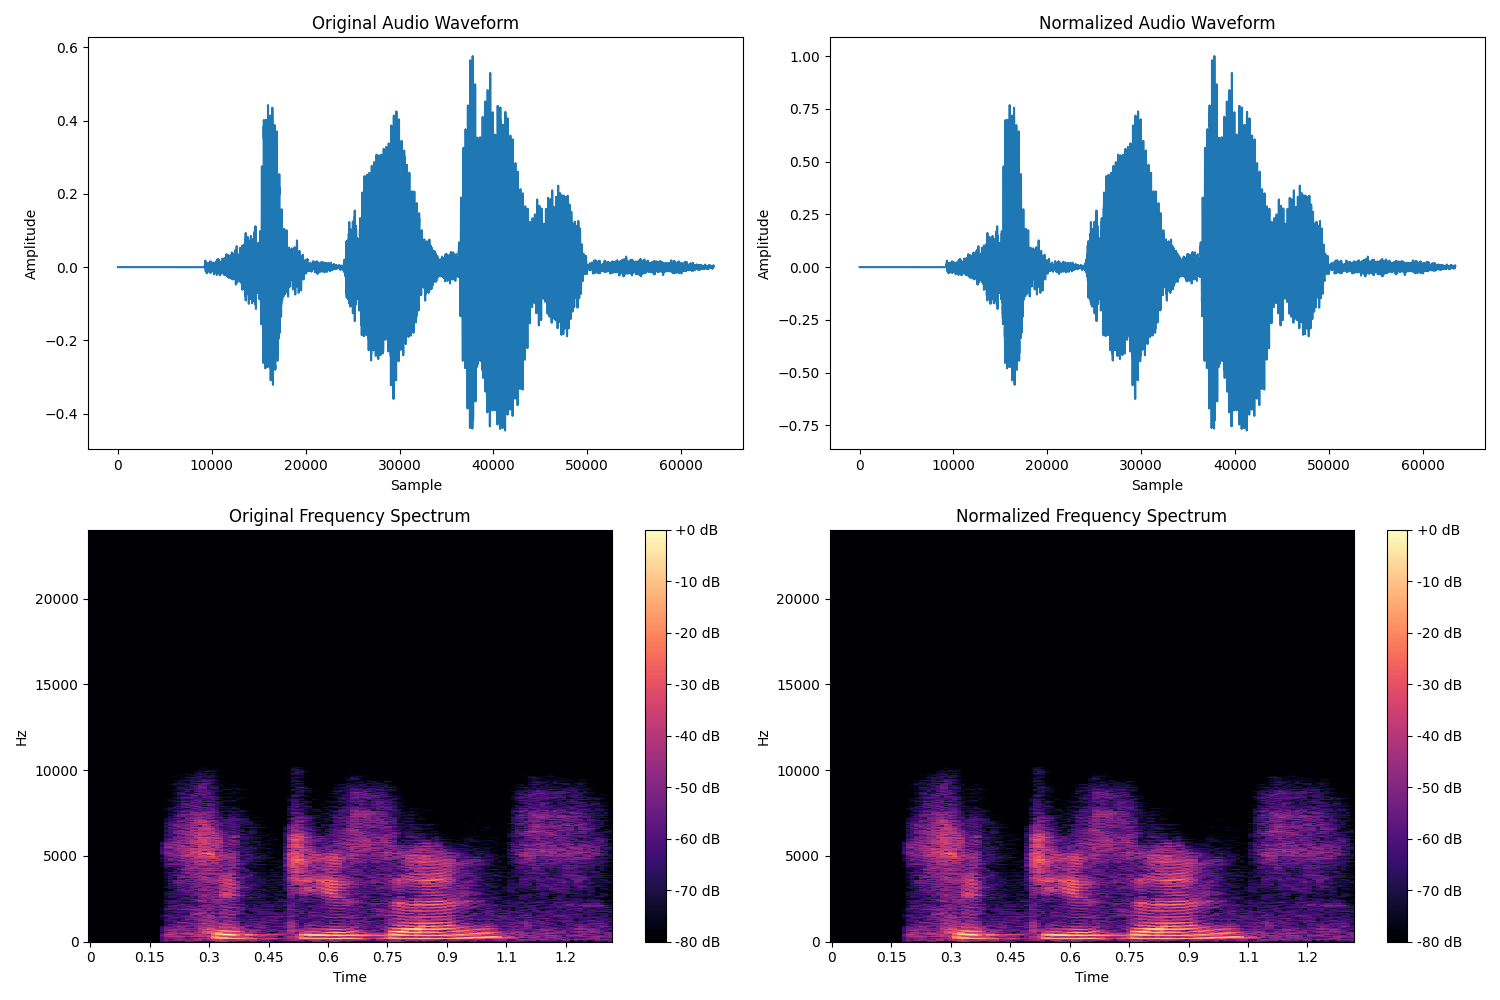 Original Audio Waveform
0.6
0.4
0.2
0.0
−0.2
−0.4
Amplitude
0 10000 20000 30000 40000 50000 60000
Sample
Normalized Audio Waveform
1.00
0.75
0.50
0.25
0.00
−0.25
−0.50
−0.75
Amplitude
0 10000 20000 30000 40000 50000 60000
Sample
Original Frequency Spectrum
20000
15000
10000
5000
0
Hz
0 0.15 0.3 0.45 0.6 0.75 0.9 1.1 1.2
Time
+0 dB
-10 dB
-20 dB
-30 dB
-40 dB
-50 dB
-60 dB
-70 dB
-80 dB
Normalized Frequency Spectrum
20000
15000
10000
5000
0
Hz
0 0.15 0.3 0.45 0.6 0.75 0.9 1.1 1.2
Time
+0 dB
-10 dB
-20 dB
-30 dB
-40 dB
-50 dB
-60 dB
-70 dB
-80 dB